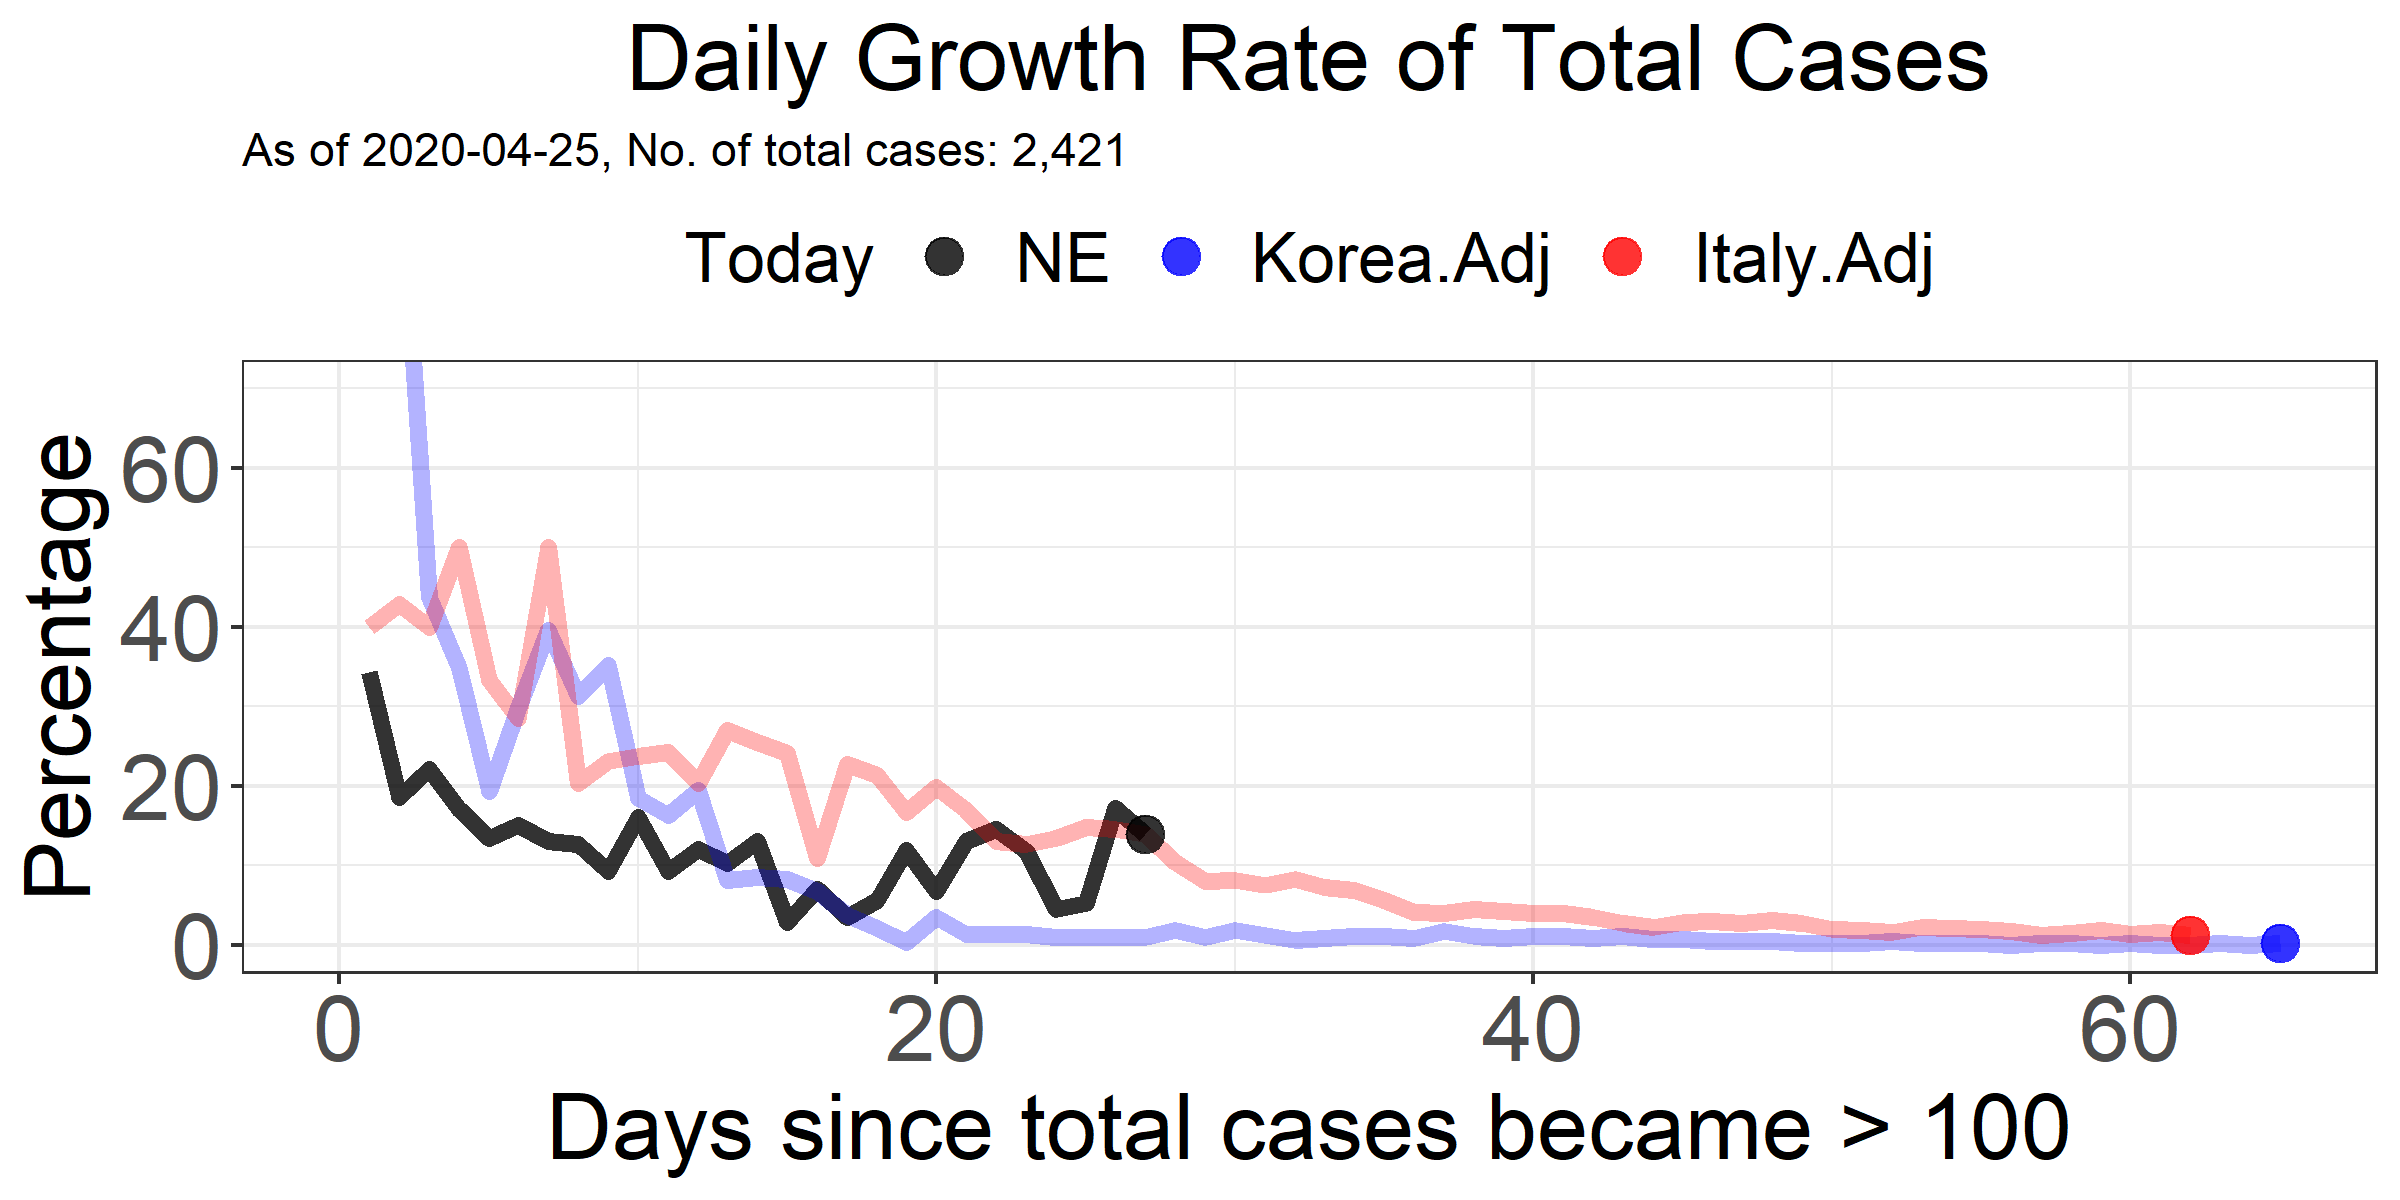 Daily Growth Rate of Total Cases
As of 2020-04-25, No. of total cases: 2,421
Today NE Korea.Adj Italy.Adj
Percentage
60
40
20
0
0 20 40 60
Days since total cases became > 100